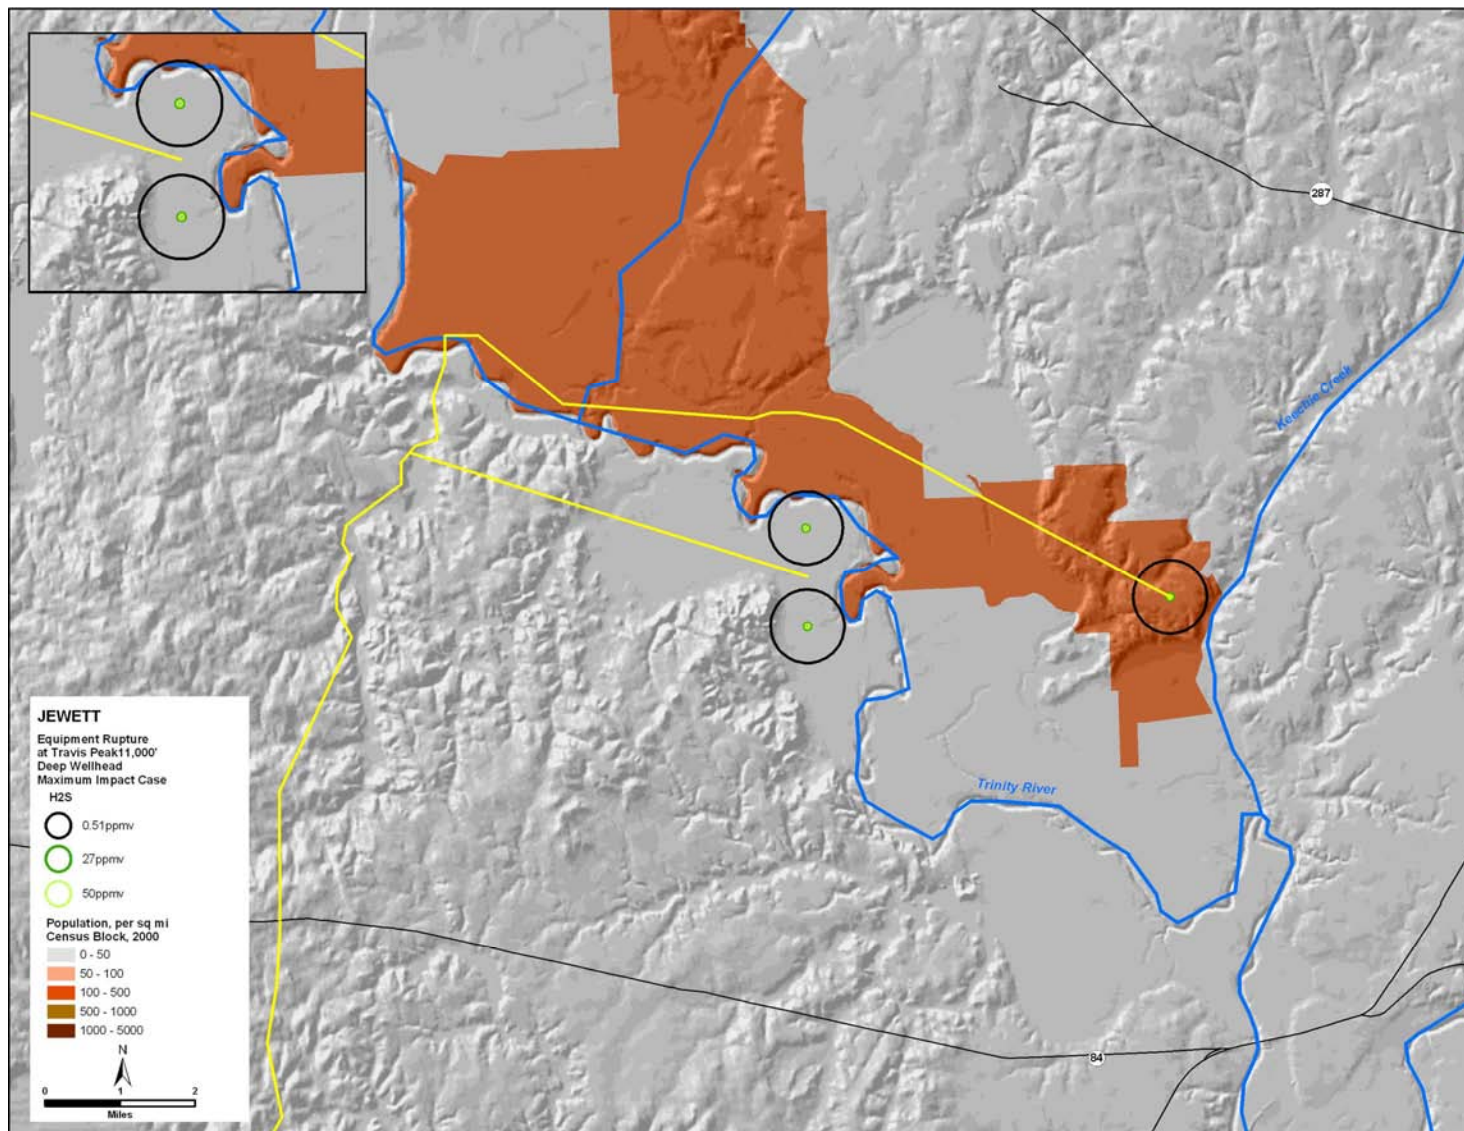 287
Keechie Creek
Trinity River
84
JEWETT
Equipment Rupture
at Travis Peak11,000'
Deep Wellhead
Maximum Impact Case
H2S
0.51ppmv
27ppmv
50ppmv
Population, per sq mi
Census Block, 2000
0 - 50
50 - 100
100 - 500
500 - 1000
1000 - 5000
N
0 1 2
Miles